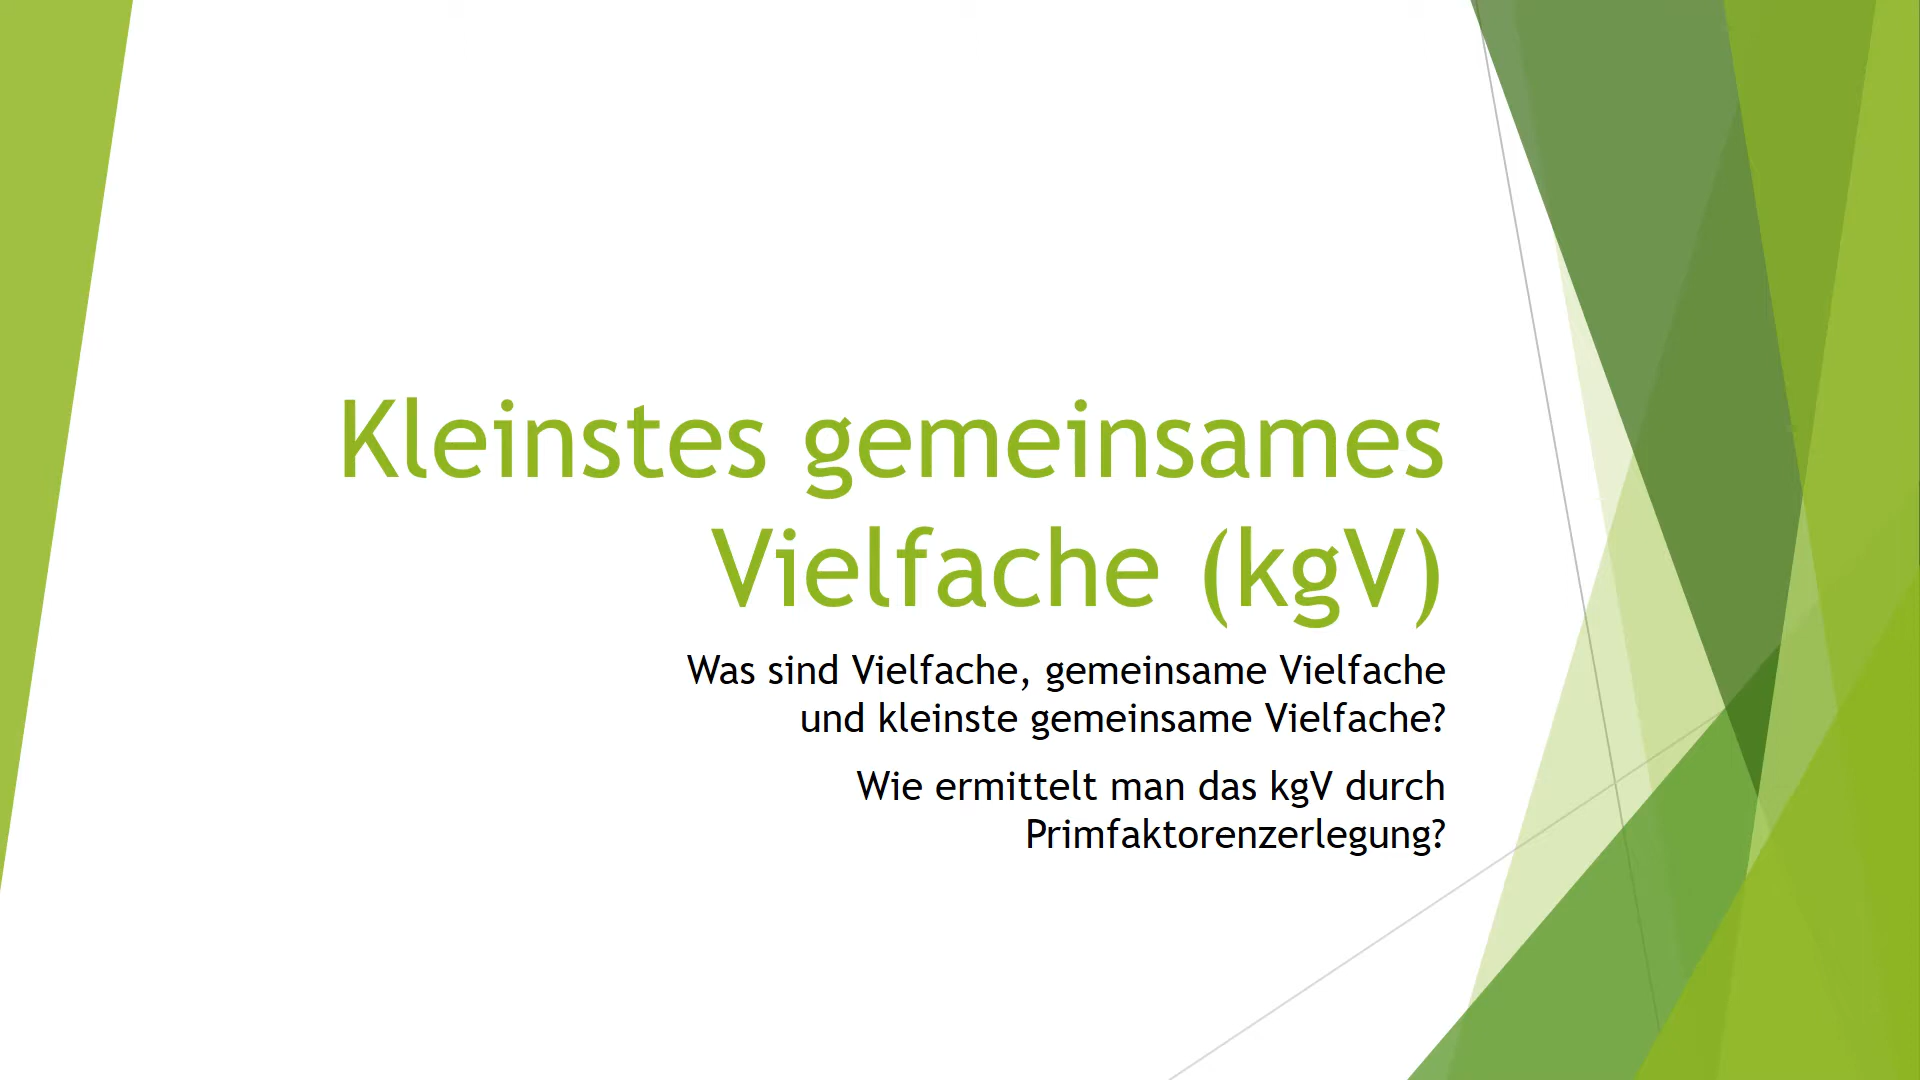 Kleinstes gemeinsames
Vielfache (kgV)
Was sind Vielfache, gemeinsame Vielfache
und kleinste gemeinsame Vielfache?
Wie ermittelt man das kgV durch
Primfaktorenzerlegung?